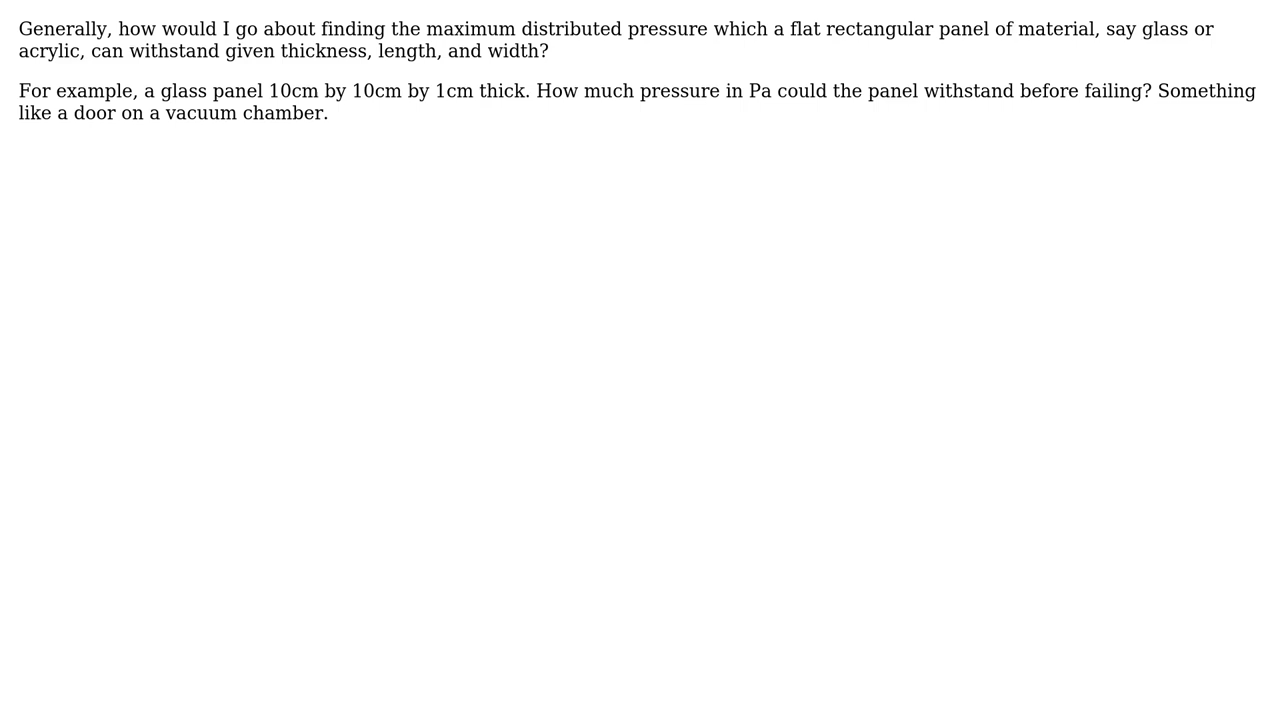 Generally, how would I go about finding the maximum distributed pressure which a flat rectangular panel of material, say glass or
acrylic, can withstand given thickness, length, and width?
For example, a glass panel 10cm by 10cm by 1cm thick. How much pressure in Pa could the panel withstand before failing? Something
like a door on a vacuum chamber.